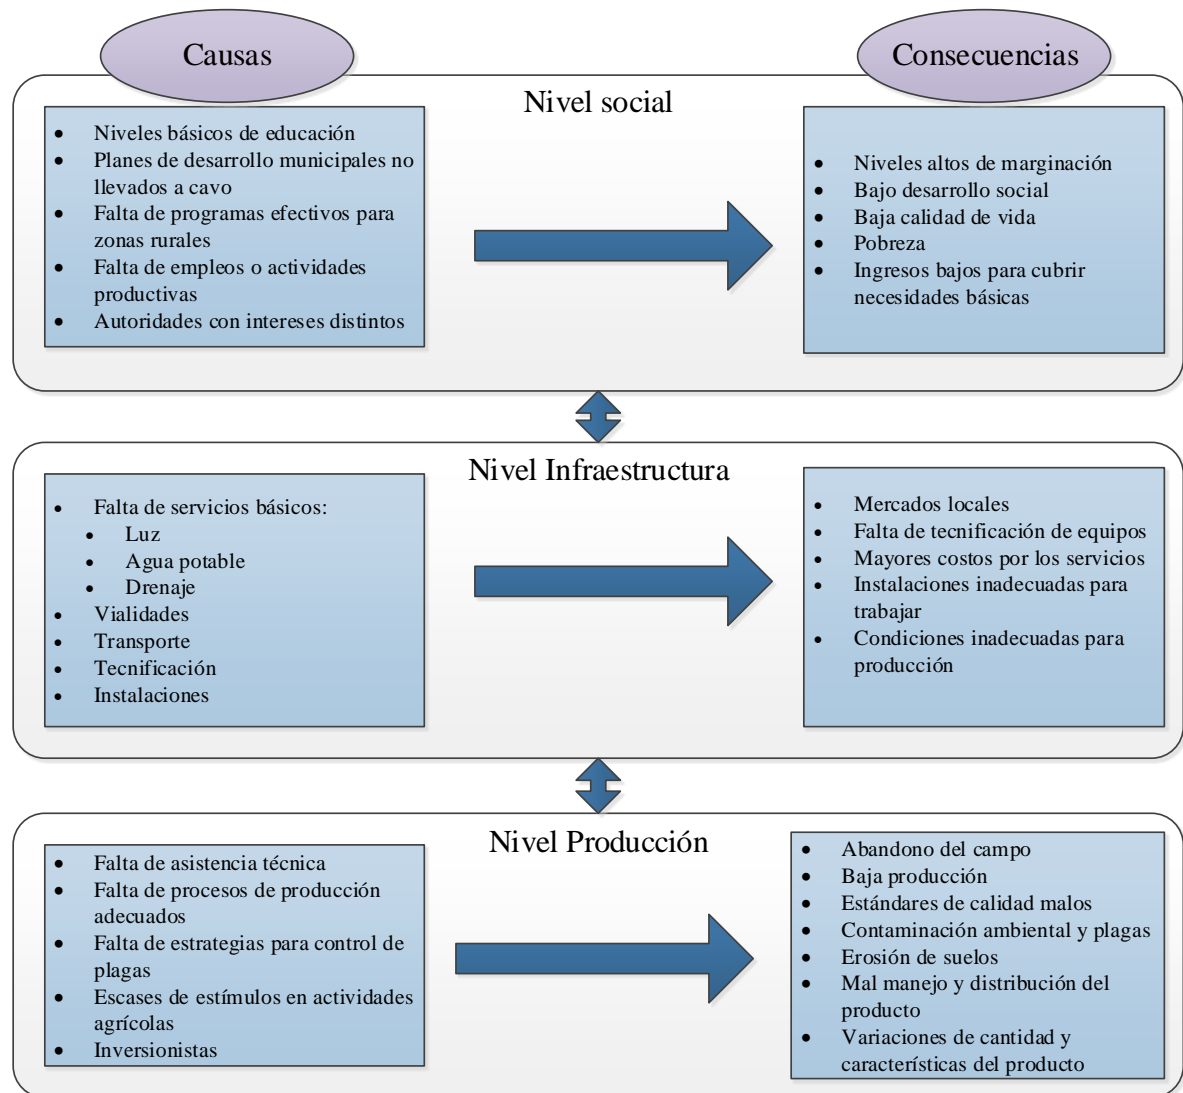 Causas
Consecuencias
Nivel social
• Niveles básicos de educación
• Planes de desarrollo municipales no
llevados a cavo
• Falta de programas efectivos para
zonas rurales
• Falta de empleos o actividades
productivas
• Autoridades con intereses distintos
• Niveles altos de marginación
• Bajo desarrollo social
• Baja calidad de vida
• Pobreza
• Ingresos bajos para cubrir
necesidades básicas
Nivel Infraestructura
• Falta de servicios básicos:
• Luz
• Agua potable
• Drenaje
• Vialidades
• Transporte
• Tecnificación
• Instalaciones
• Mercados locales
• Falta de tecnificación de equipos
• Mayores costos por los servicios
• Instalaciones inadecuadas para
trabajar
• Condiciones inadecuadas para
producción
Nivel Producción
• Falta de asistencia técnica
• Falta de procesos de producción
adecuados
• Falta de estrategias para control de
plagas
• Escases de estímulos en actividades
agrícolas
• Inversionistas
• Abandono del campo
• Baja producción
• Estándares de calidad malos
• Contaminación ambiental y plagas
• Erosión de suelos
• Mal manejo y distribución del
producto
• Variaciones de cantidad y
características del producto